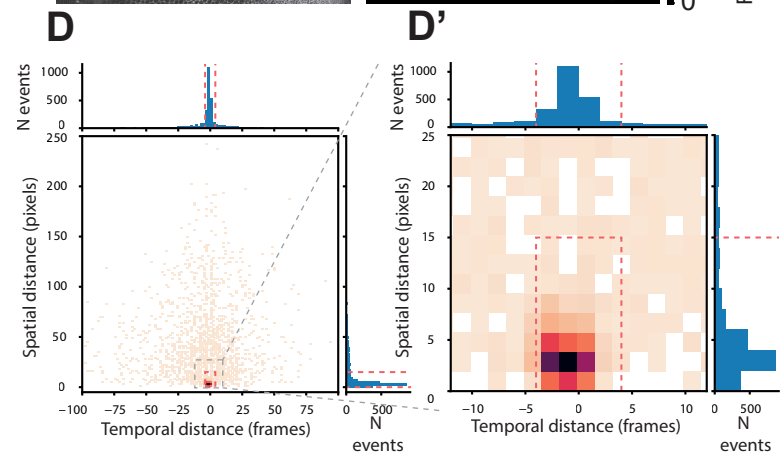 0
D
D'
N events
1000
500
0
N events
1000
500
0
Spatial distance (pixels)
250
200
150
100
50
0
Spatial distance (pixels)
25
20
15
10
5
0
−100 −75 −50 −25 0 25 50 75
0 500
−10 −5 0 5 10
0 500
Temporal distance (frames)
N
events
Temporal distance (frames)
N
events